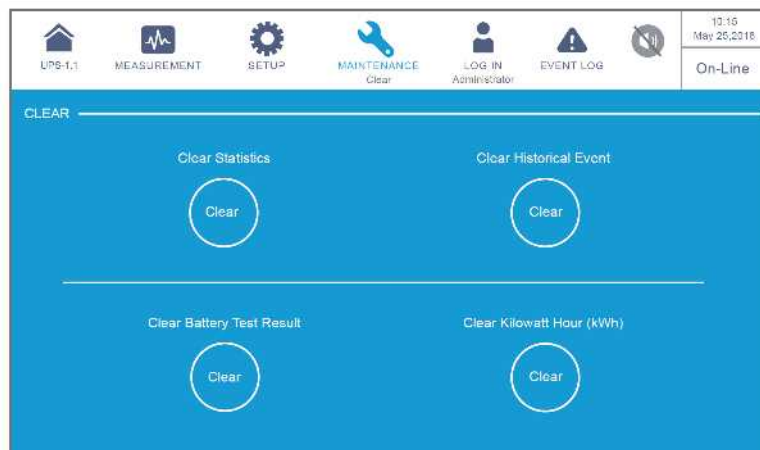 10:15
May 25,2018
UPS-1.1
MEASUREMENT
SETUP
MAINTENANCE
Clear
LOG IN
Administrator
EVENT LOG
On-Line
CLEAR
Clear Statistics
Clear Historical Event
Clear
Clear
Clear Battery Test Result
Clear Kilowatt Hour (kWh)
Clear
Clear